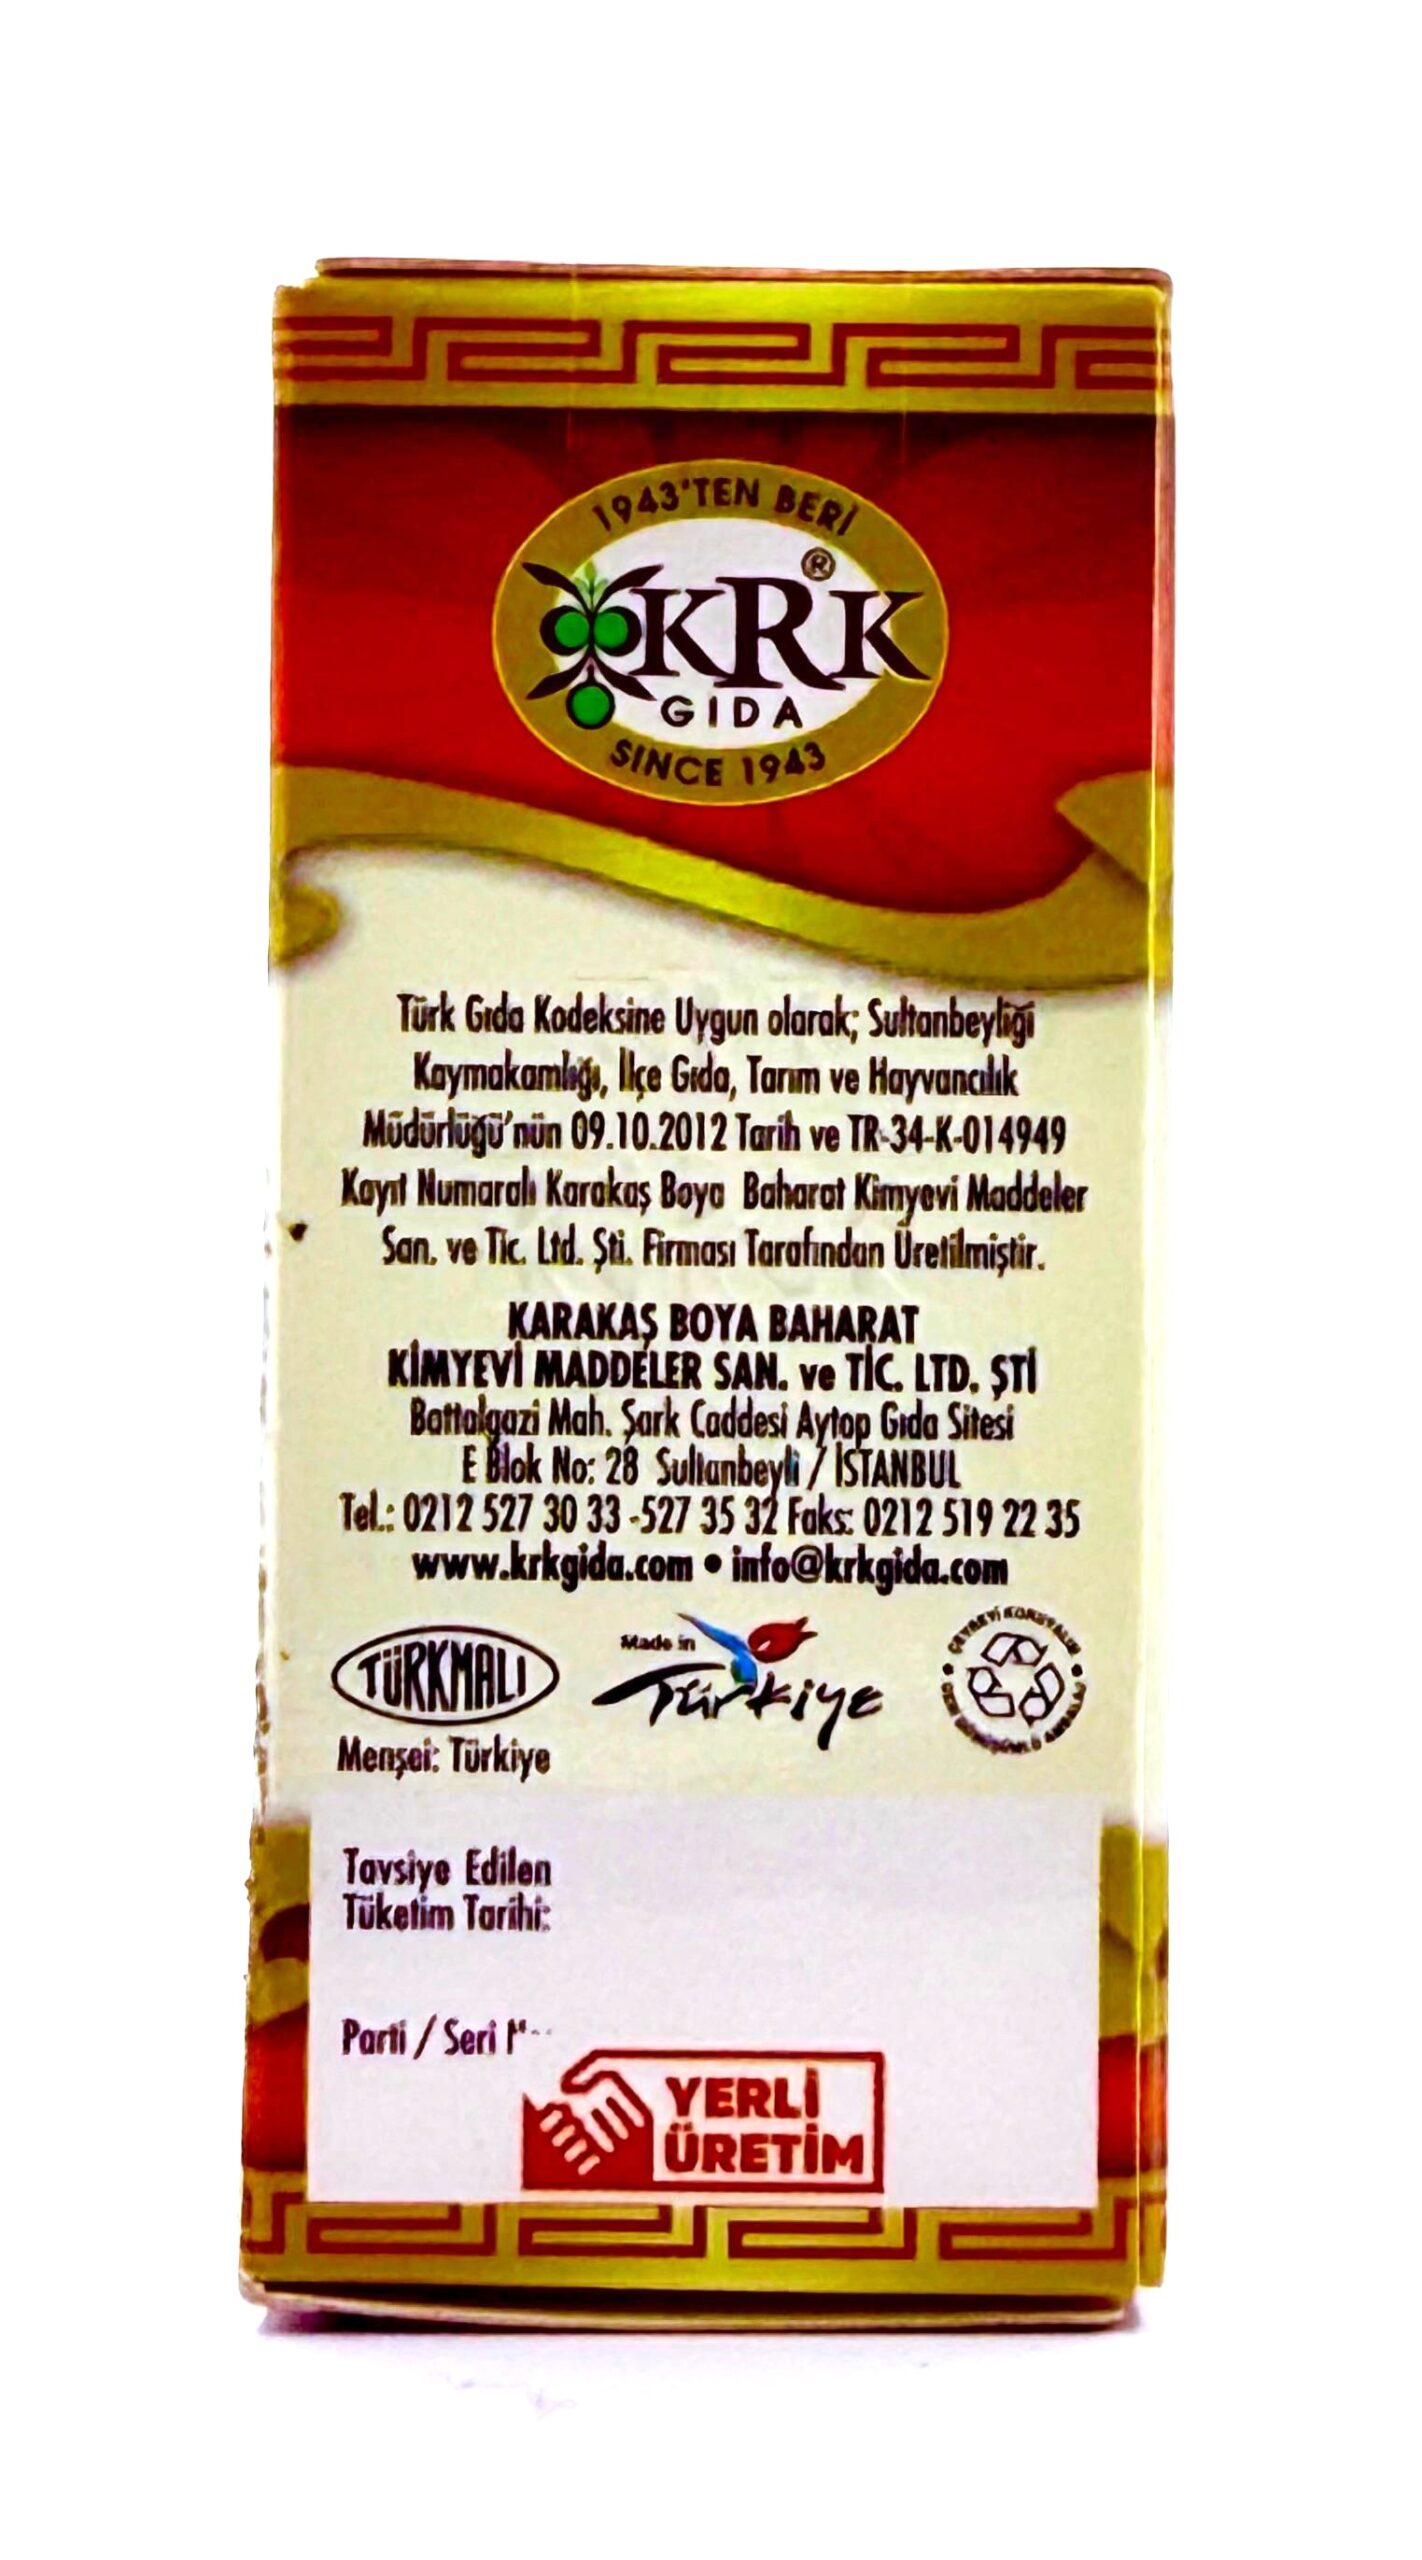 1943'TEN BERİ
KRK®
GIDA
SINCE 1943
Türk Gıda Kodeksine Uygun olarak; Sultanbeyliği
Kaymakamlığı, İlçe Gıda, Tarım ve Hayvancılık
Müdürlüğü'nün 09.10.2012 Tarih ve TR-34-K-014949
Kayıt Numaralı Karakaş Boya Baharat Kimyevi Maddeler
San. ve Tic. Ltd. Şti. Firması Tarafından Üretilmiştir.
KARAKAŞ BOYA BAHARAT
KİMYEVİ MADDELER SAN. ve TİC. LTD. ŞTİ
Battalgazi Mah. Şark Caddesi Aytop Gıda Sitesi
E Blok No: 28 Sultanbeyli / İSTANBUL
Tel.: 0212 527 30 33 -527 35 32 Faks: 0212 519 22 35
www.krkgida.com • info@krkgida.com
TÜRKMALI
Made in
Türkiye
ÇEVREYİ KORUYALIM
GERİ DÖNÜŞÜMLÜ AMBALAJ
Menşei: Türkiye
Tavsiye Edilen
Tüketim Tarihi:
Parti / Seri
YERLİ
ÜRETİM